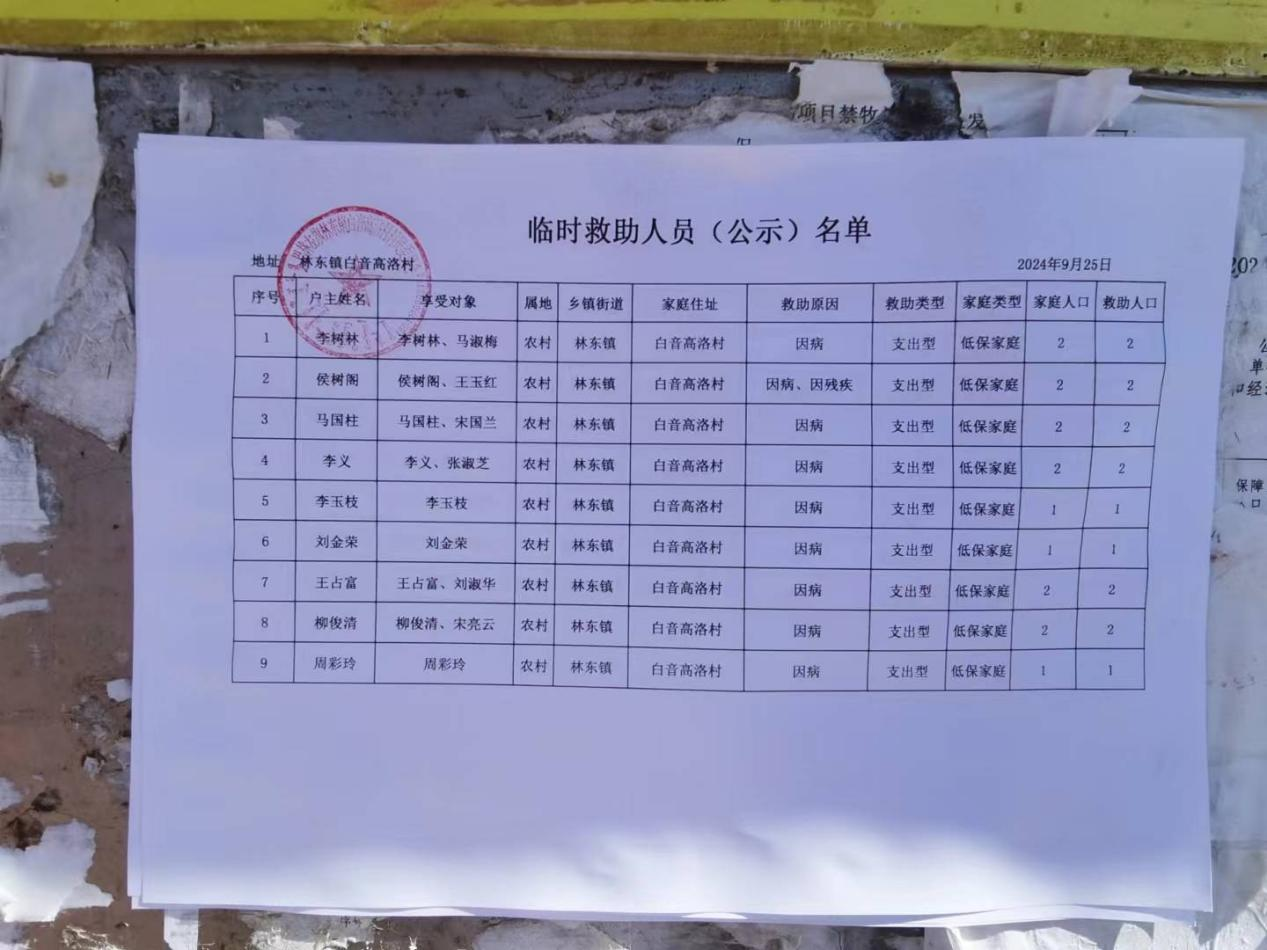 项目禁牧
发
临时救助人员（公示）名单
地址 林东镇白音高洛村 2024年9月25日
序号 户主姓名 享受对象 属地 乡镇街道 家庭住址 救助原因 救助类型 家庭类型 家庭人口 救助人口
1 李树林 李树林、马淑梅 农村 林东镇 白音高洛村 因病 支出型 低保家庭 2 2
2 侯树阁 侯树阁、王玉红 农村 林东镇 白音高洛村 因病、因残疾 支出型 低保家庭 2 2
3 马国柱 马国柱、宋国兰 农村 林东镇 白音高洛村 因病 支出型 低保家庭 2 2
4 李义 李义、张淑芝 农村 林东镇 白音高洛村 因病 支出型 低保家庭 2 2
5 李玉枝 李玉枝 农村 林东镇 白音高洛村 因病 支出型 低保家庭 1 1
6 刘金荣 刘金荣 农村 林东镇 白音高洛村 因病 支出型 低保家庭 1 1
7 王占富 王占富、刘淑华 农村 林东镇 白音高洛村 因病 支出型 低保家庭 2 2
8 柳俊清 柳俊清、宋亮云 农村 林东镇 白音高洛村 因病 支出型 低保家庭 2 2
9 周彩玲 周彩玲 农村 林东镇 白音高洛村 因病 支出型 低保家庭 1 1
202
单
和经
保障